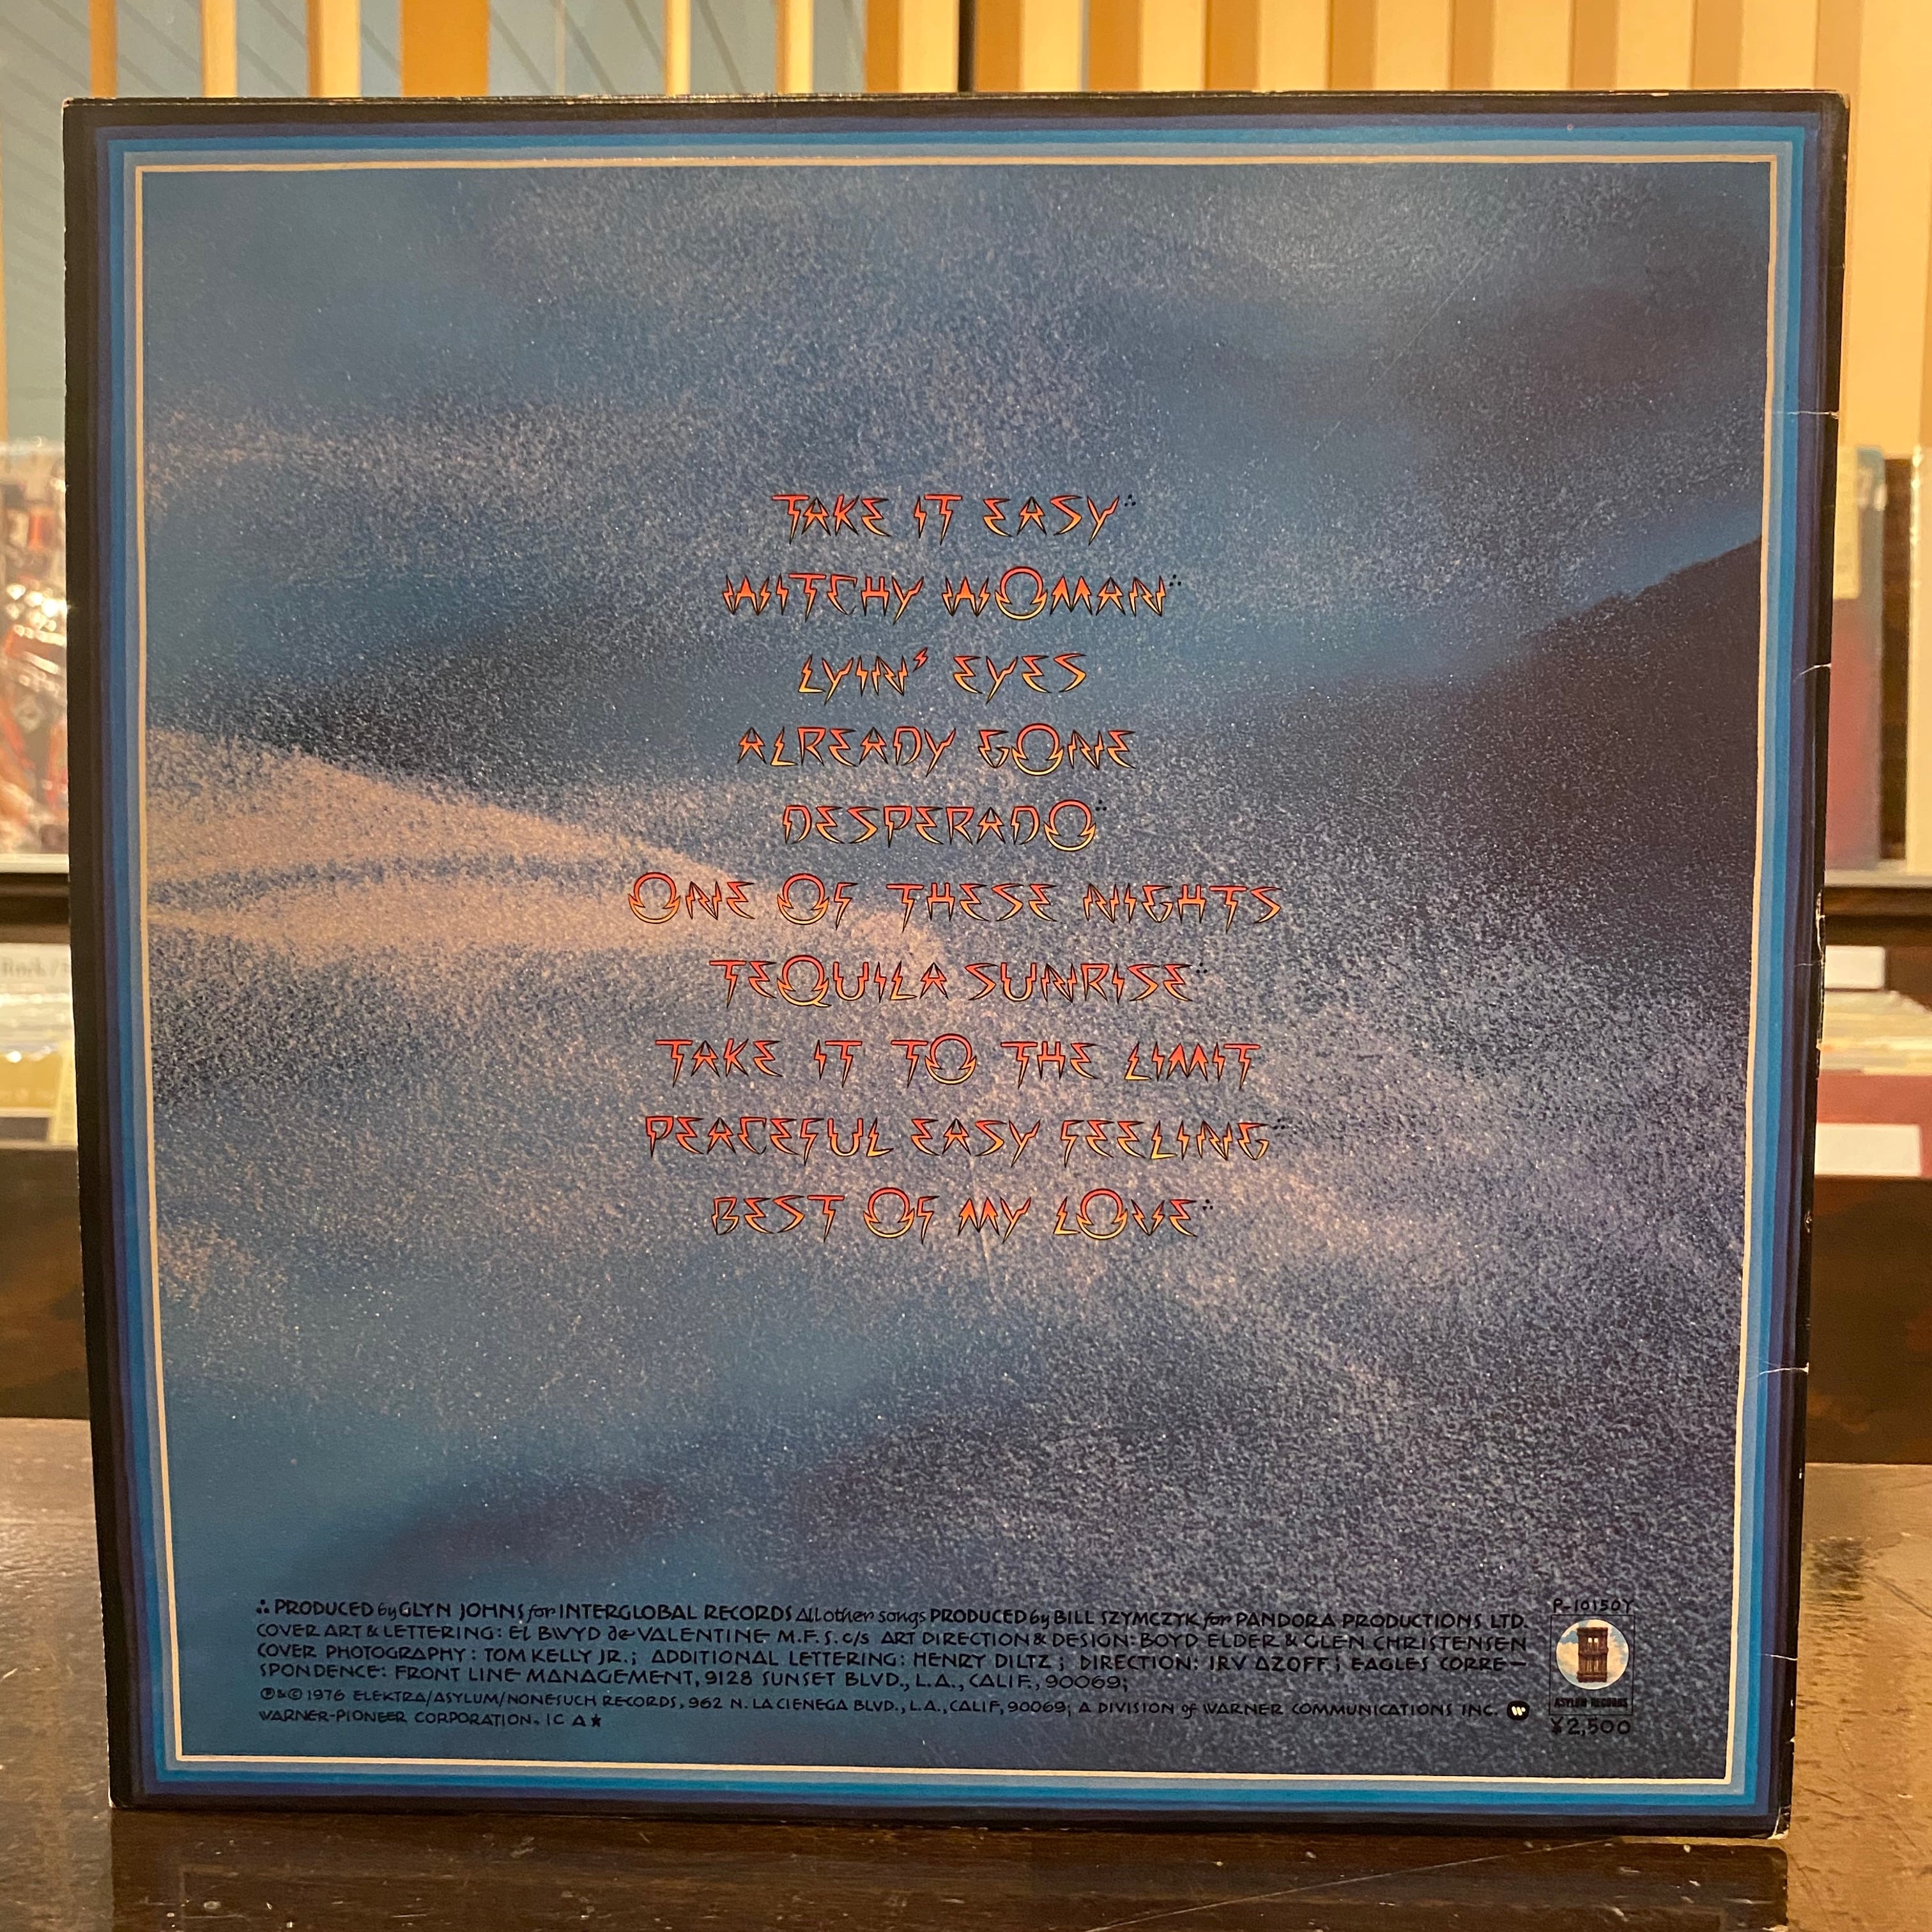 TAKE IT EASY∴
WITCHY WOMAN∴
LYIN' EYES
ALREADY GONE
DESPERADO∴
ONE OF THESE NIGHTS
TEQUILA SUNRISE∴
TAKE IT TO THE LIMIT
PEACEFUL EASY FEELING∴
BEST OF MY LOVE∴
∴ PRODUCED by GLYN JOHNS for INTERGLOBAL RECORDS All other songs PRODUCED by BILL SZYMCZYK for PANDORA PRODUCTIONS LTD.
COVER ART & LETTERING: El BWYD de VALENTINE M.F.S. c/s ART DIRECTION & DESIGN: BOYD ELDER & GLEN CHRISTENSEN
COVER PHOTOGRAPHY: TOM KELLY JR.; ADDITIONAL LETTERING: HENRY DILTZ; DIRECTION: IRV AZOFF; EAGLES CORRE—
SPONDENCE: FRONT LINE MANAGEMENT, 9128 SUNSET BLVD., L.A., CALIF., 90069;
℗&© 1976 ELEKTRA/ASYLUM/NONESUCH RECORDS, 962 N. LA CIENEGA BLVD., L.A., CALIF, 90069; A DIVISION of WARNER COMMUNICATIONS INC.
WARNER-PIONEER CORPORATION. IC A★
P-10150Y
ASYLUM RECORDS
¥2,500